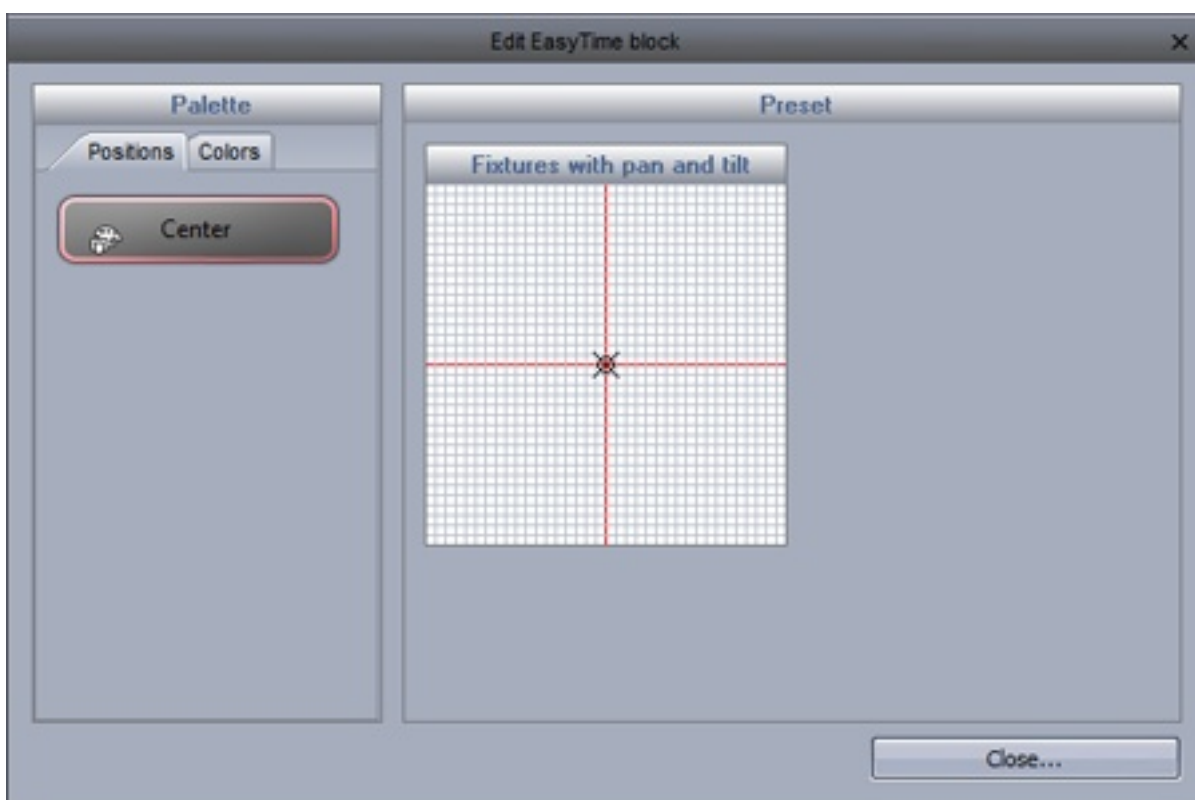 Edit EasyTime block
Palette
Preset
Positions Colors
Fixtures with pan and tilt
Center
Close...